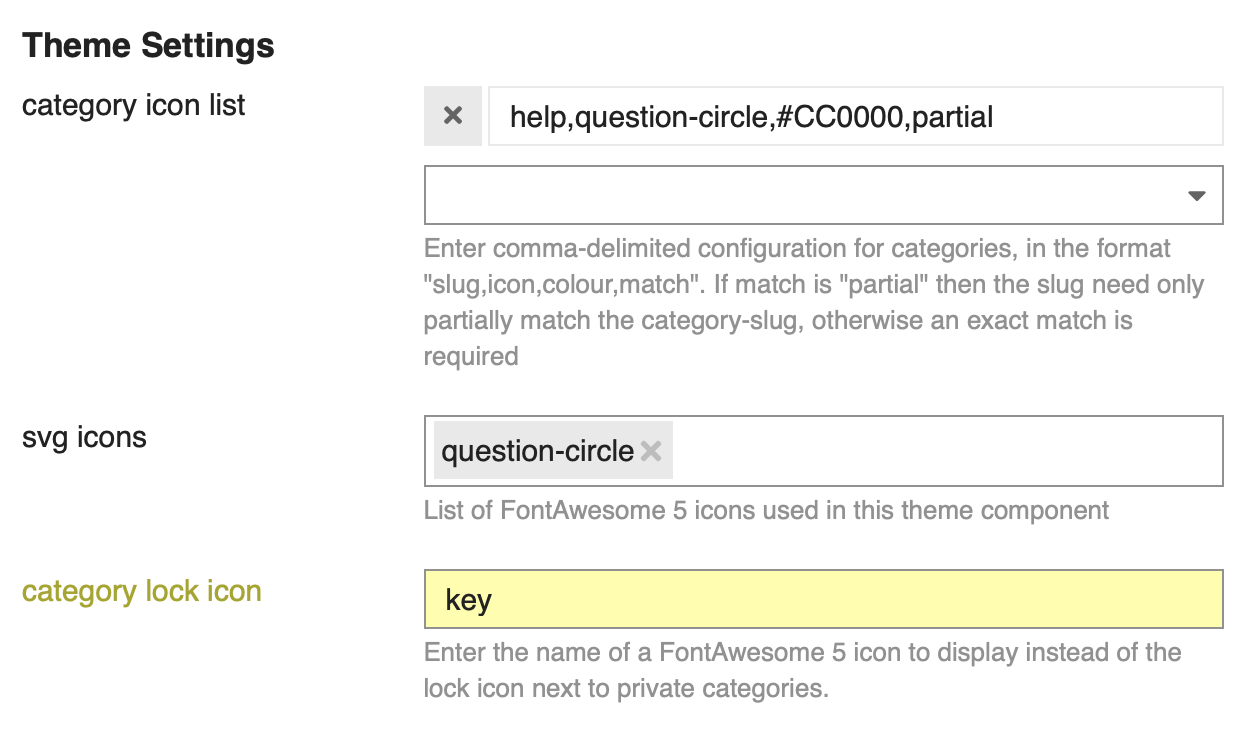 Theme Settings
category icon list
help,question-circle,#CC0000,partial
Enter comma-delimited configuration for categories, in the format
"slug,icon,colour,match". If match is "partial" then the slug need only
partially match the category-slug, otherwise an exact match is
required
svg icons
question-circle
List of FontAwesome 5 icons used in this theme component
category lock icon
key
Enter the name of a FontAwesome 5 icon to display instead of the
lock icon next to private categories.